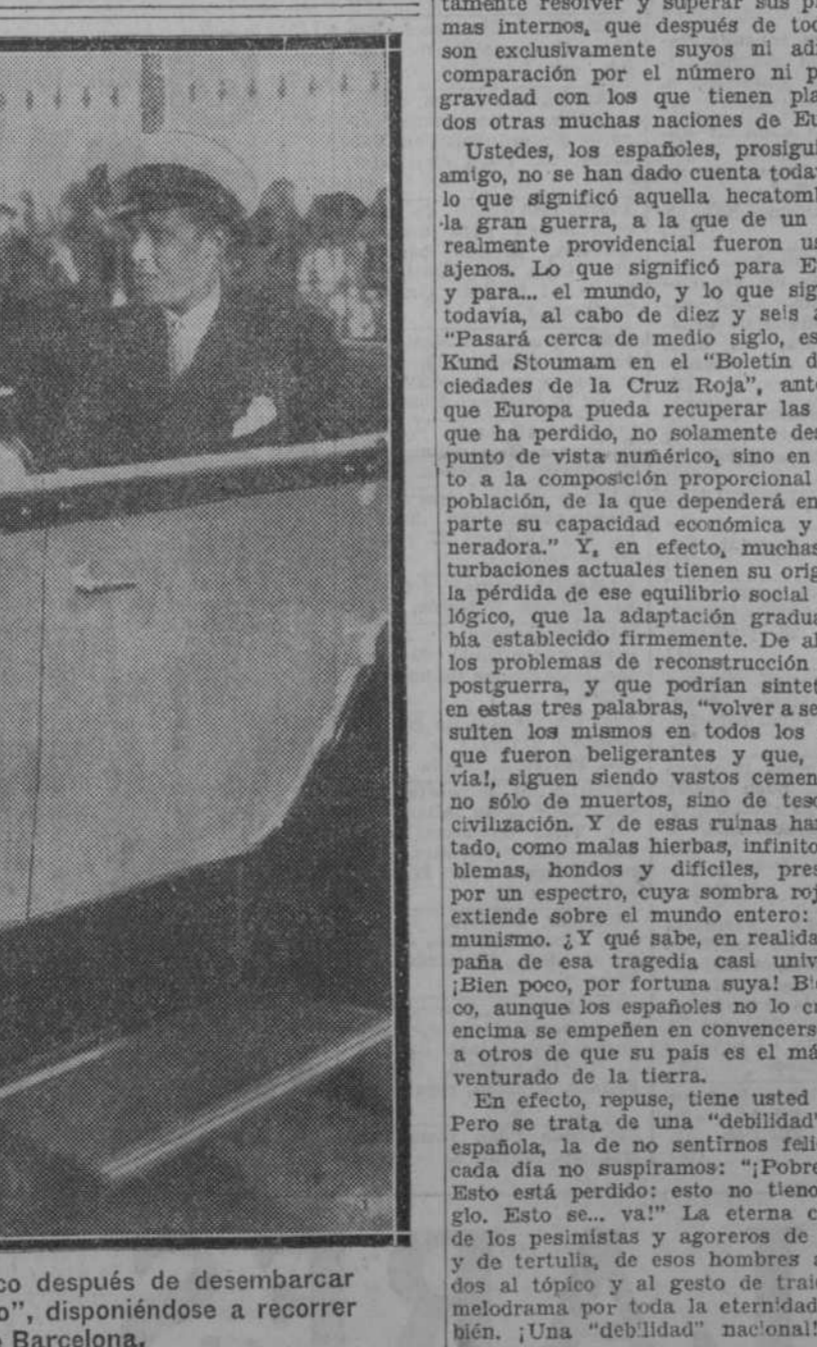 tamente resolver y superar sus p
mas internos, que después de to
son exclusivamente suyos ni ad
comparación por el número ni p
gravedad con los que tienen pla
dos otras muchas naciones de Eu
Ustedes, los españoles, prosigui
amigo, no se han dado cuenta toda
lo que significó aquella hecatom
la gran guerra, a la que de un
realmente providencial fueron us
ajenos. Lo que significó para E
y para... el mundo, y lo que sig
todavía, al cabo de diez y seis a
"Pasará cerca de medio siglo, es
Kund Stoumam en el "Boletin d
ciedades de la Cruz Roja", ant
que Europa pueda recuperar las
que ha perdido, no solamente des
punto de vista numérico, sino en
to a la composición proporcional
población, de la que dependerá en
parte su capacidad económica y
neradora." Y, en efecto, muchas
turbaciones actuales tienen su orig
la pérdida de ese equilibrio social
lógico, que la adaptación gradua
bía establecido firmemente. De a
los problemas de reconstrucción
postguerra, y que podrían sintet
en estas tres palabras, "volver a se
sulten los mismos en todos los
que fueron beligerantes y que,
vía!, siguen siendo vastos cemen
no sólo de muertos, sino de teso
civilización. Y de esas ruinas ha
tado, como malas hierbas, infinito
blemas, hondos y difíciles, pres
por un espectro, cuya sombra roj
extiende sobre el mundo entero:
munismo. ¿Y qué sabe, en realida
paña de esa tragedia casi univ
¡Bien poco, por fortuna suya! Bie
co, aunque los españoles no lo c
encima se empeñen en convencers
a otros de que su país es el má
venturado de la tierra.
En efecto, repuse, tiene usted
Pero se trata de una "debilidad"
española, la de no sentirnos feli
cada día no suspiramos: "¡Pobre
Esto está perdido: esto no tieno
glo. Esto se... va!" La eterna c
de los pesimistas y agoreros de
y de tertulia, de esos hombres a
dos al tópico y al gesto de trai
melodrama por toda la eternidad
bién. ¡Una "debilidad" nacional!
co después de desembarcar
o", disponiéndose a recorrer
Barcelona.